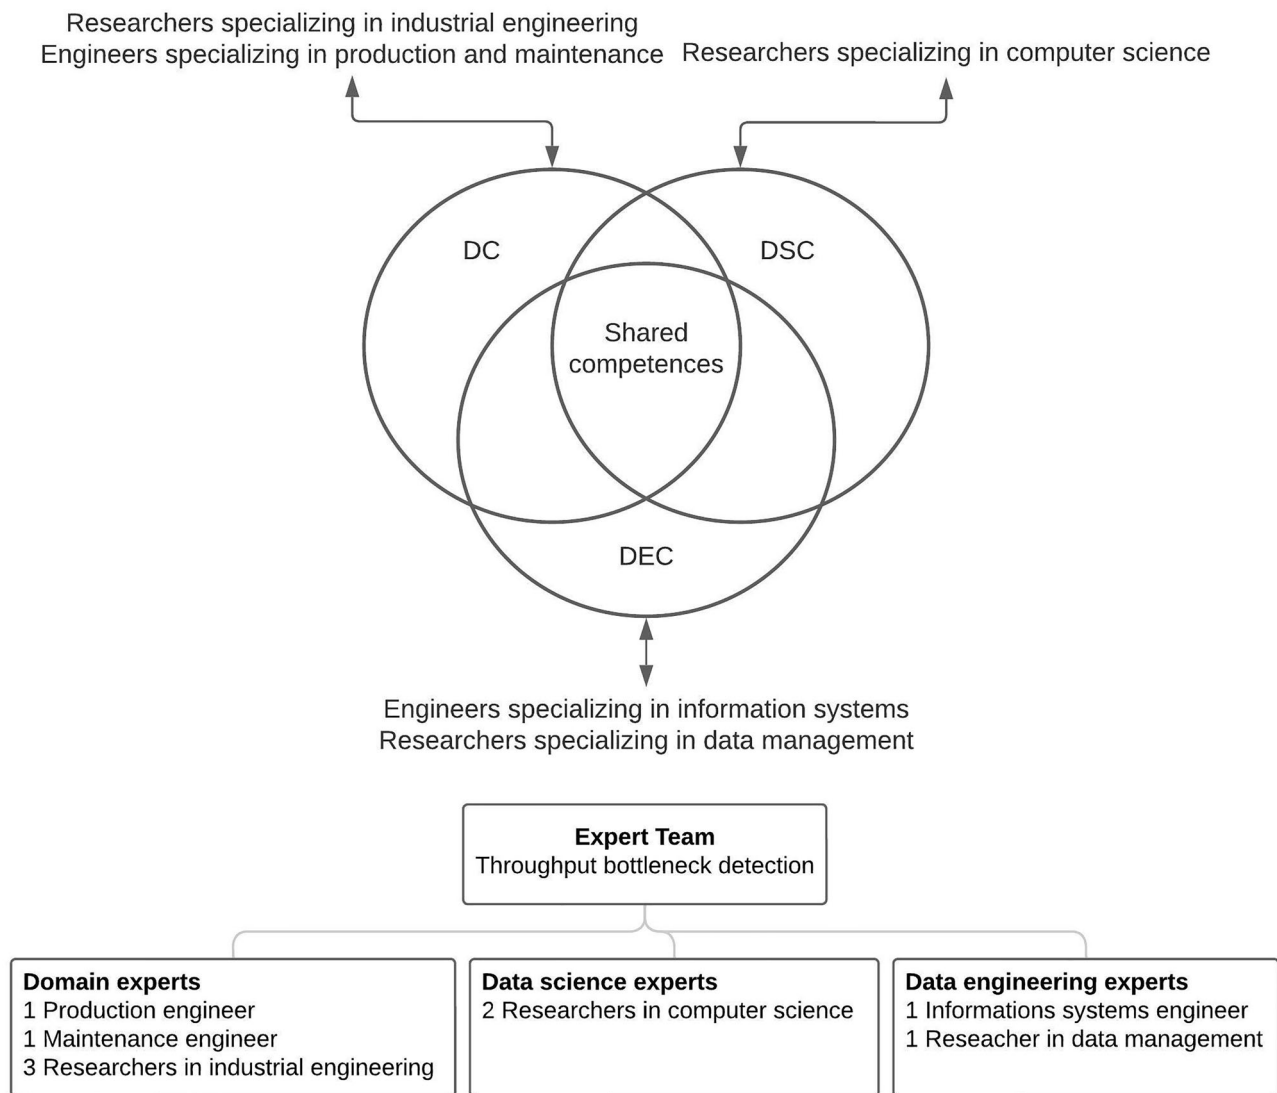 Researchers specializing in industrial engineering
Engineers specializing in production and maintenance
Researchers specializing in computer science
DC
DSC
Shared
competences
DEC
Engineers specializing in information systems
Researchers specializing in data management
Expert Team
Throughput bottleneck detection
Domain experts
1 Production engineer
1 Maintenance engineer
3 Researchers in industrial engineering
Data science experts
2 Researchers in computer science
Data engineering experts
1 Informations systems engineer
1 Reseacher in data management